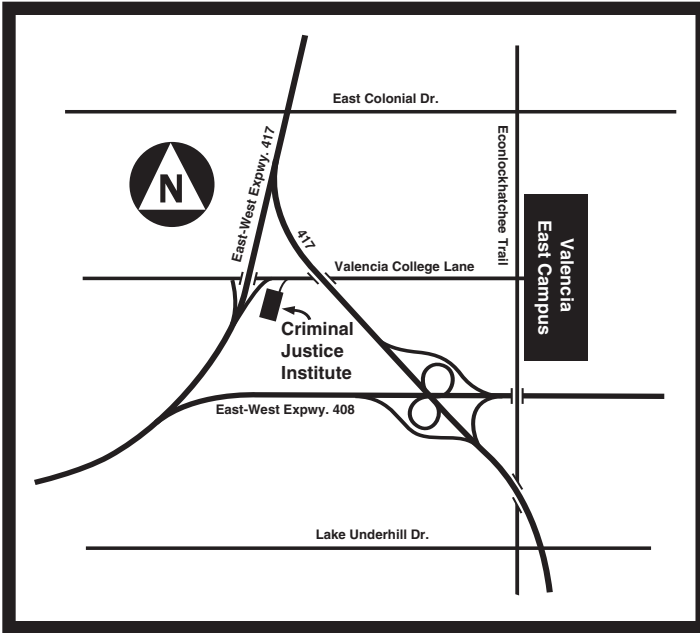 East Colonial Dr.
N
East-West Expwy. 417
417
Econlockhatchee Trail
Valencia
East Campus
Valencia College Lane
Criminal
Justice
Institute
East-West Expwy. 408
Lake Underhill Dr.